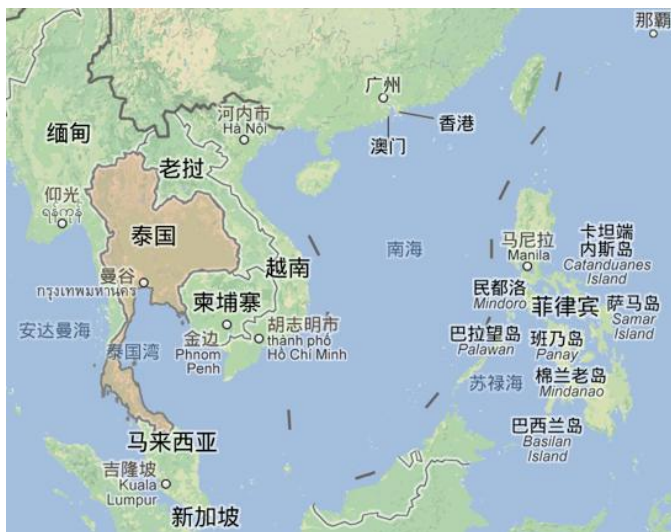 那霸
广州
香港
澳门
河内市
Hà Nội
缅甸
老挝
仰光
ရန်ကုန်
泰国
越南
南海
马尼拉
Manila
卡坦端
内斯岛
Catanduanes
Island
曼谷
กรุงเทพมหานคร
柬埔寨
民都洛
Mindoro
菲律宾
萨马岛
Samar
Island
安达曼海
泰国湾
金边
Phnom
Penh
胡志明市
thành phố
Hồ Chí Minh
巴拉望岛
Palawan
班乃岛
Panay
苏禄海
棉兰老岛
Mindanao
马来西亚
巴西兰岛
Basilan
Island
吉隆坡
Kuala
Lumpur
新加坡